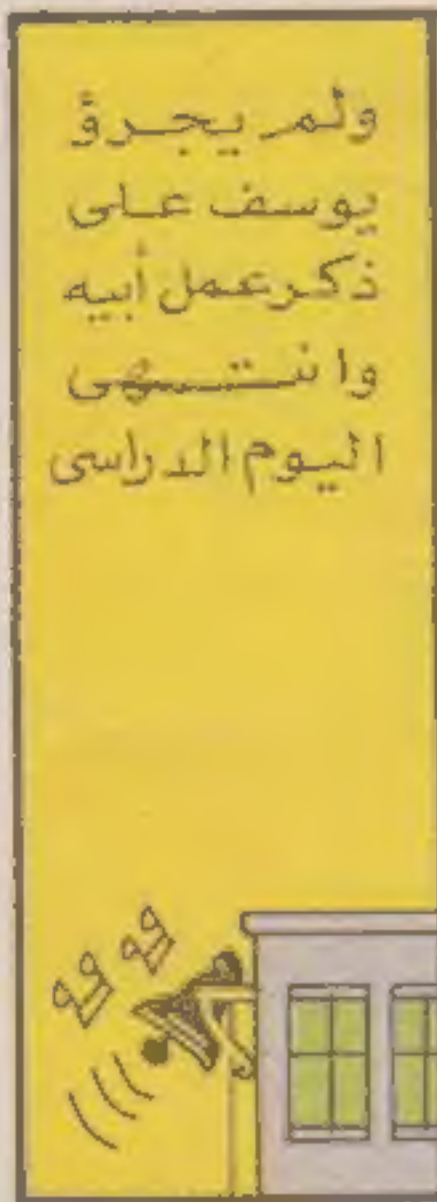 ولم يجرؤ
يوسف على
ذكر عمل أبيه
وانتهى
اليوم الدراسى